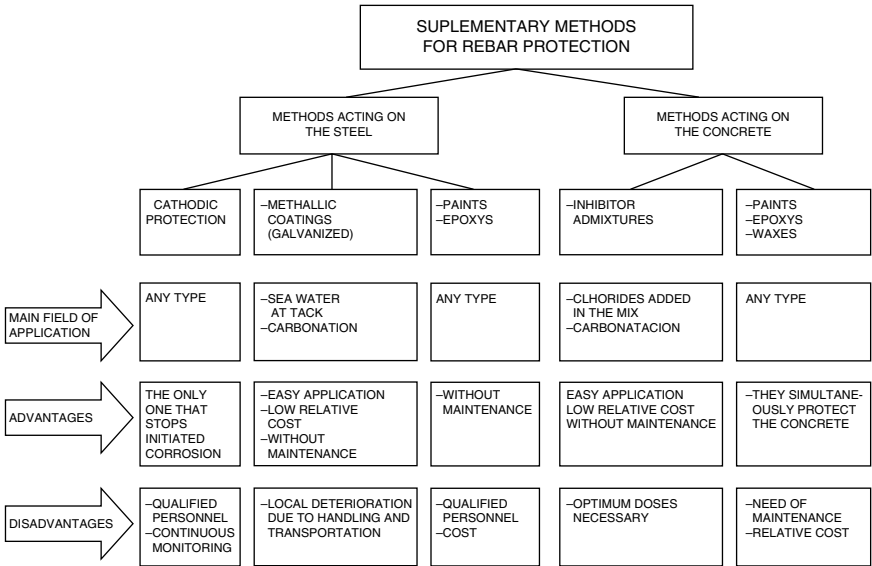 SUPLEMENTARY METHODS
FOR REBAR PROTECTION
METHODS ACTING ON
THE STEEL
METHODS ACTING ON
THE CONCRETE
CATHODIC
PROTECTION
–METHALLIC
COATINGS
(GALVANIZED)
–PAINTS
–EPOXYS
–INHIBITOR
ADMIXTURES
–PAINTS
–EPOXYS
–WAXES
MAIN FIELD OF
APPLICATION
ANY TYPE
–SEA WATER
AT TACK
–CARBONATION
ANY TYPE
–CLHORIDES ADDED
IN THE MIX
–CARBONATACION
ANY TYPE
ADVANTAGES
THE ONLY
ONE THAT
STOPS
INITIATED
CORROSION
–EASY APPLICATION
–LOW RELATIVE
COST
–WITHOUT
MAINTENANCE
–WITHOUT
MAINTENANCE
EASY APPLICATION
LOW RELATIVE COST
WITHOUT MAINTENANCE
–THEY SIMULTANE-
OUSLY PROTECT
THE CONCRETE
DISADVANTAGES
–QUALIFIED
PERSONNEL
–CONTINUOUS
MONITORING
–LOCAL DETERIORATION
DUE TO HANDLING AND
TRANSPORTATION
–QUALIFIED
PERSONNEL
–COST
–OPTIMUM DOSES
NECESSARY
–NEED OF
MAINTENANCE
–RELATIVE COST